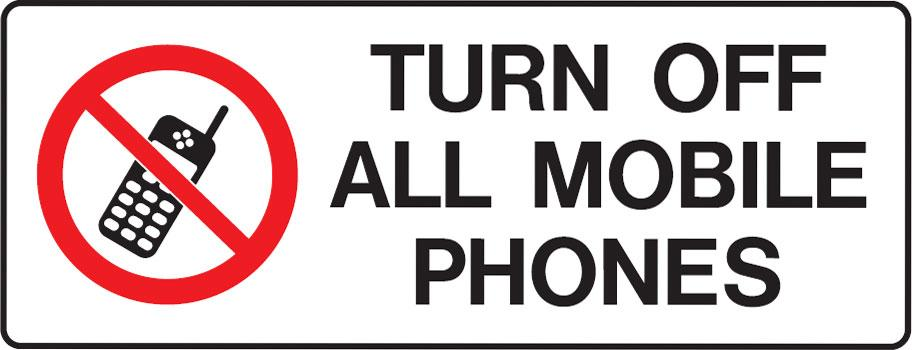 TURN OFF
ALL MOBILE
PHONES